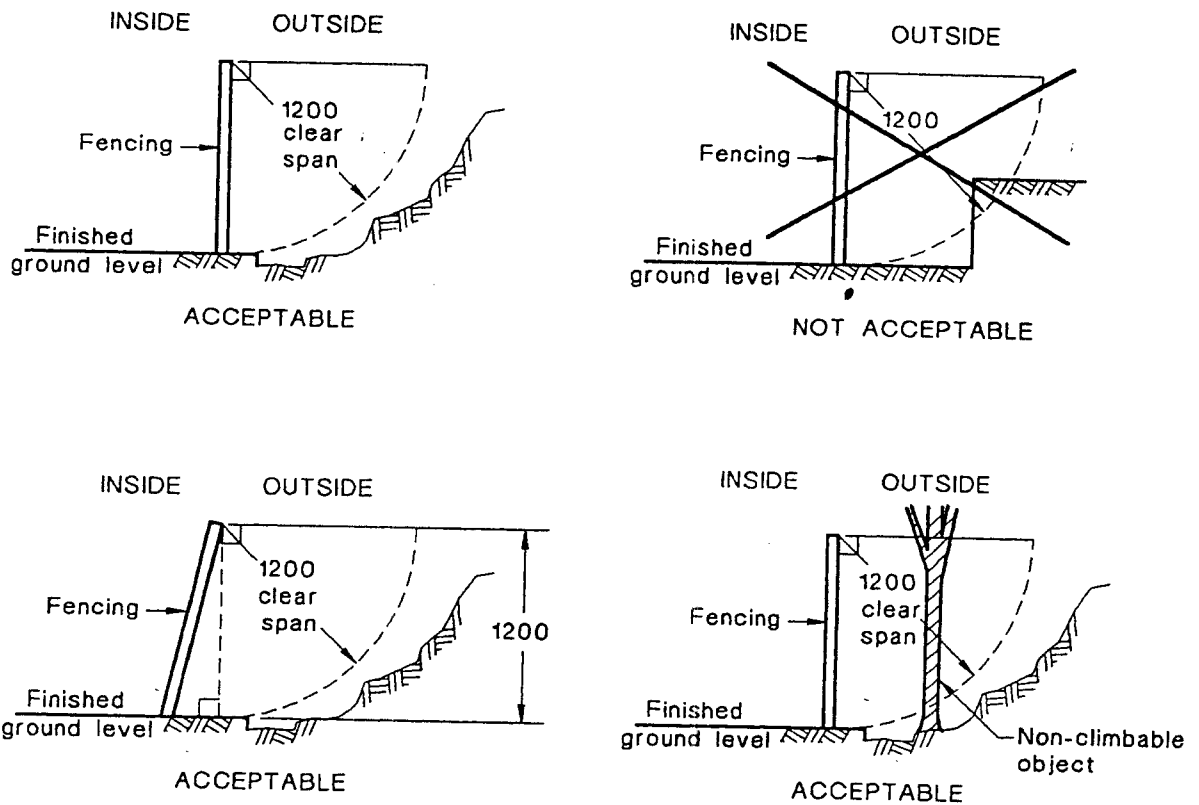 INSIDE OUTSIDE
1200
clear
span
Fencing
Finished
ground level
ACCEPTABLE
INSIDE OUTSIDE
1200
Fencing
Finished
ground level
NOT ACCEPTABLE
INSIDE OUTSIDE
1200
clear
span
Fencing
1200
Finished
ground level
ACCEPTABLE
INSIDE OUTSIDE
1200
clear
span
Fencing
Finished
ground level
Non-climbable
object
ACCEPTABLE